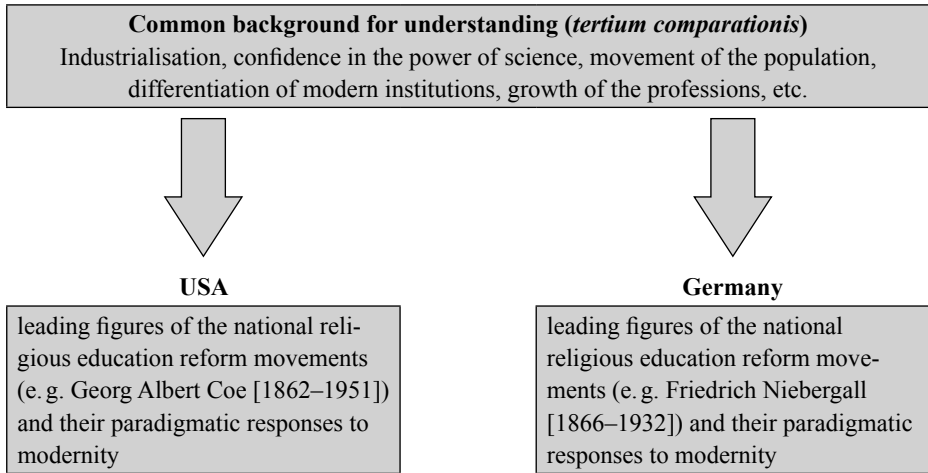 Common background for understanding (tertium comparationis)
Industrialisation, confidence in the power of science, movement of the population,
differentiation of modern institutions, growth of the professions, etc.
USA
leading figures of the national reli-
gious education reform movements
(e. g. Georg Albert Coe [1862–1951])
and their paradigmatic responses to
modernity
Germany
leading figures of the national
religious education reform move-
ments (e. g. Friedrich Niebergall
[1866–1932]) and their paradigmatic
responses to modernity